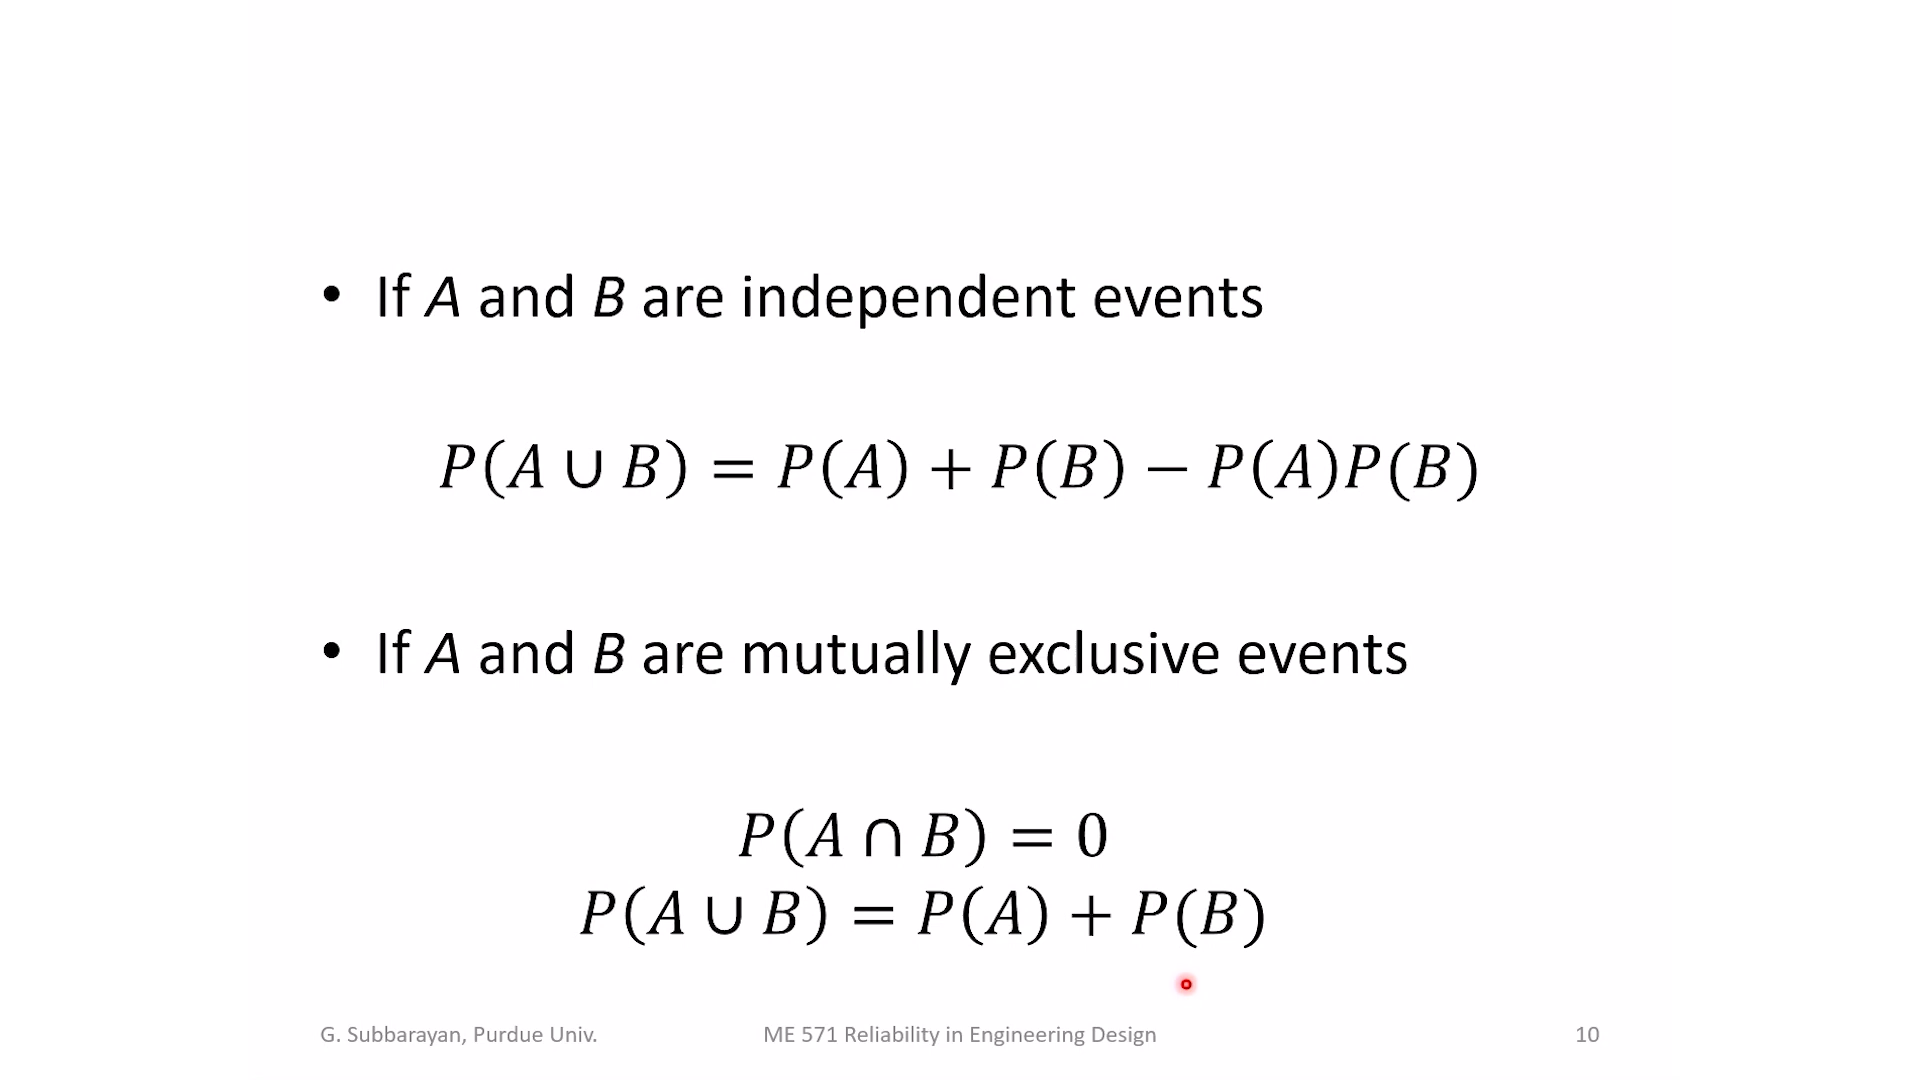 • If A and B are independent events
P(A ∪ B) = P(A) + P(B) − P(A)P(B)
• If A and B are mutually exclusive events
P(A ∩ B) = 0
P(A ∪ B) = P(A) + P(B)
G. Subbarayan, Purdue Univ. ME 571 Reliability in Engineering Design 10